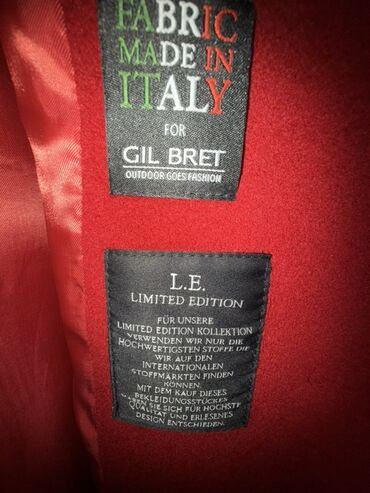 FABRIC
MADE IN
ITALY
FOR
GIL BRET
OUTDOOR GOES FASHION
L.E.
LIMITED EDITION
FÜR UNSERE
LIMITED EDITION KOLLEKTION
VERWENDEN WIR NUR DIE
HOCHWERTIGSTEN STOFFE DIE
WIR AUF DEN
INTERNATIONALEN
STOFFMÄRKTEN FINDEN
KÖNNEN.
MIT DEM KAUF DIESES
BEKLEIDUNGSSTÜCKES
HABEN SIE SICH FÜR HÖCHSTE
QUALITÄT UND ERLESENES
DESIGN ENTSCHIEDEN.